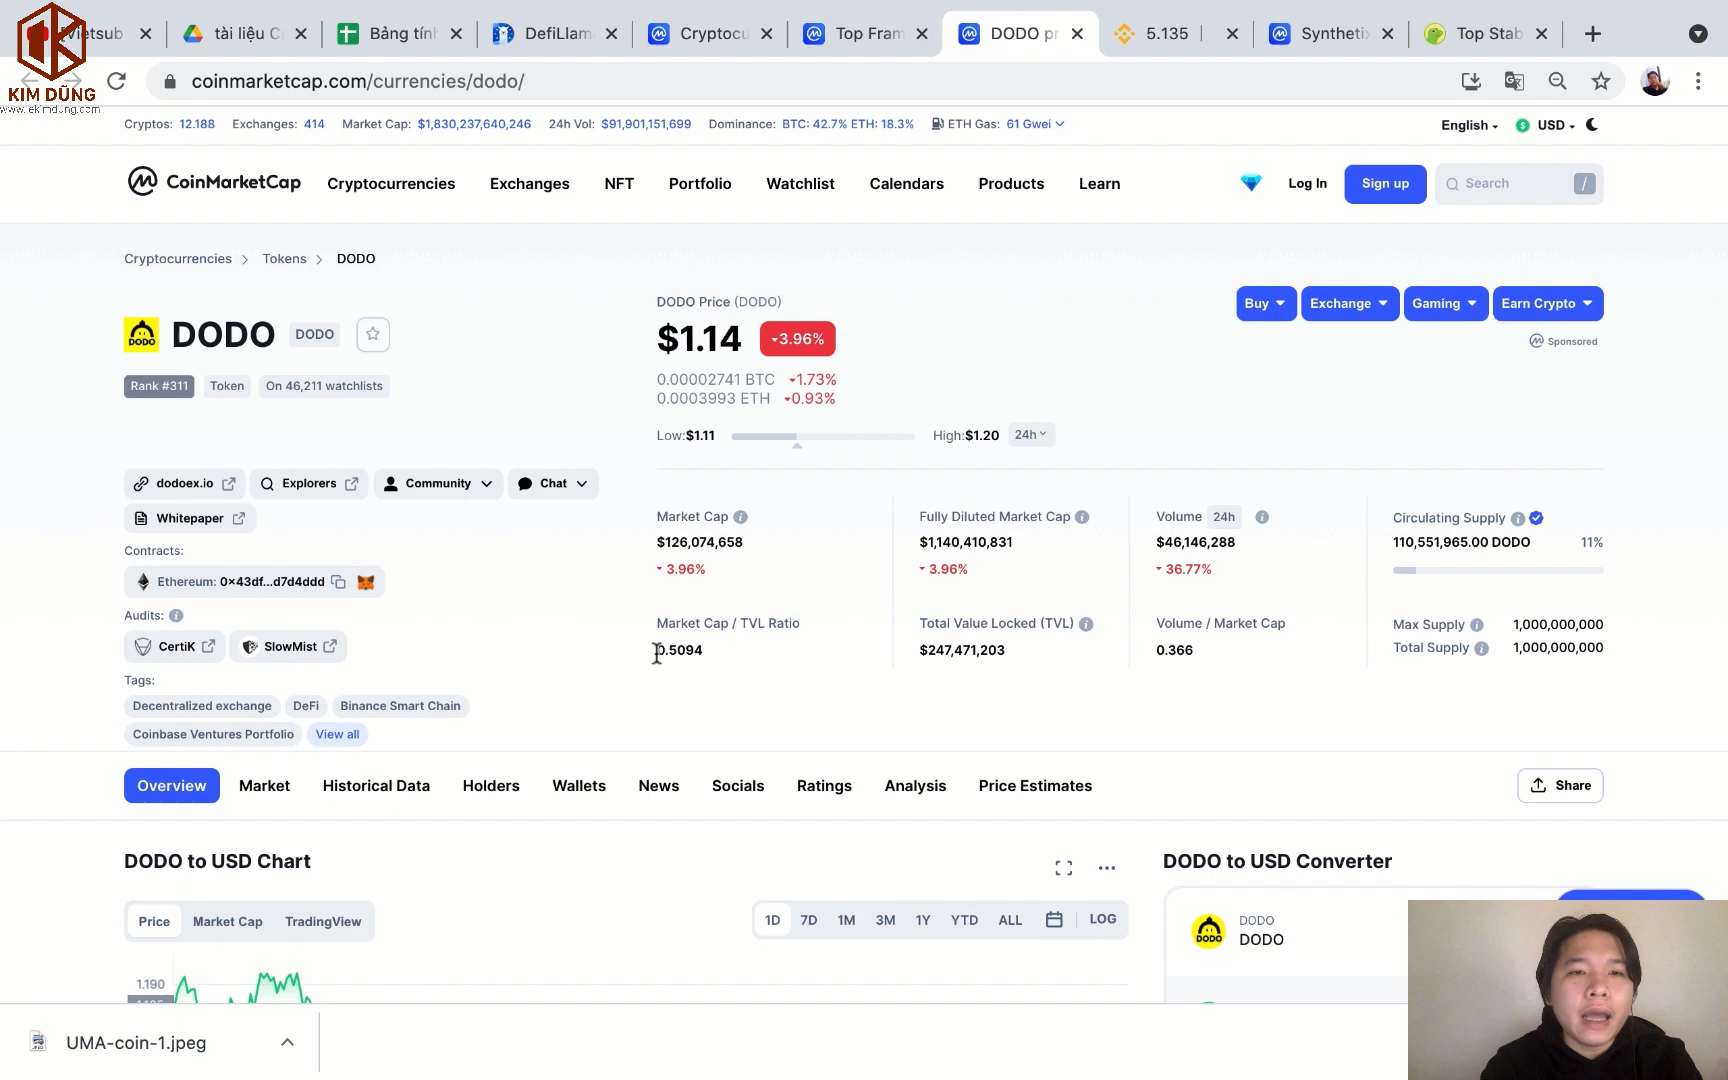 Vietsub
tài liệu C
Bảng tính
DefiLlam
Cryptocu
Top Fram
DODO pr
5.135
Syntheti
Top Stab
KIM DŨNG
www.ekimdung.com
coinmarketcap.com/currencies/dodo/
Cryptos: 12.188 Exchanges: 414 Market Cap: $1,830,237,640,246 24h Vol: $91,901,151,699 Dominance: BTC: 42.7% ETH: 18.3% ETH Gas: 61 Gwei
English USD
CoinMarketCap Cryptocurrencies Exchanges NFT Portfolio Watchlist Calendars Products Learn Log In Sign up Search /
Cryptocurrencies > Tokens > DODO
DODO DODO DODO
Rank #311 Token On 46,211 watchlists
dodoex.io Explorers Community Chat
Whitepaper
Contracts:
Ethereum: 0x43df...d7d4ddd
Audits:
CertiK SlowMist
Tags:
Decentralized exchange DeFi Binance Smart Chain
Coinbase Ventures Portfolio View all
DODO Price (DODO)
$1.14 3.96%
0.00002741 BTC 1.73%
0.0003993 ETH 0.93%
Low:$1.11 High:$1.20 24h
Buy Exchange Gaming Earn Crypto
Sponsored
Market Cap
$126,074,658
3.96%
Fully Diluted Market Cap
$1,140,410,831
3.96%
Volume 24h
$46,146,288
36.77%
Circulating Supply
110,551,965.00 DODO 11%
Market Cap / TVL Ratio
0.5094
Total Value Locked (TVL)
$247,471,203
Volume / Market Cap
0.366
Max Supply 1,000,000,000
Total Supply 1,000,000,000
Overview Market Historical Data Holders Wallets News Socials Ratings Analysis Price Estimates Share
DODO to USD Chart
Price Market Cap TradingView
1D 7D 1M 3M 1Y YTD ALL LOG
1.190
DODO to USD Converter
DODO
DODO
DODO
UMA-coin-1.jpeg